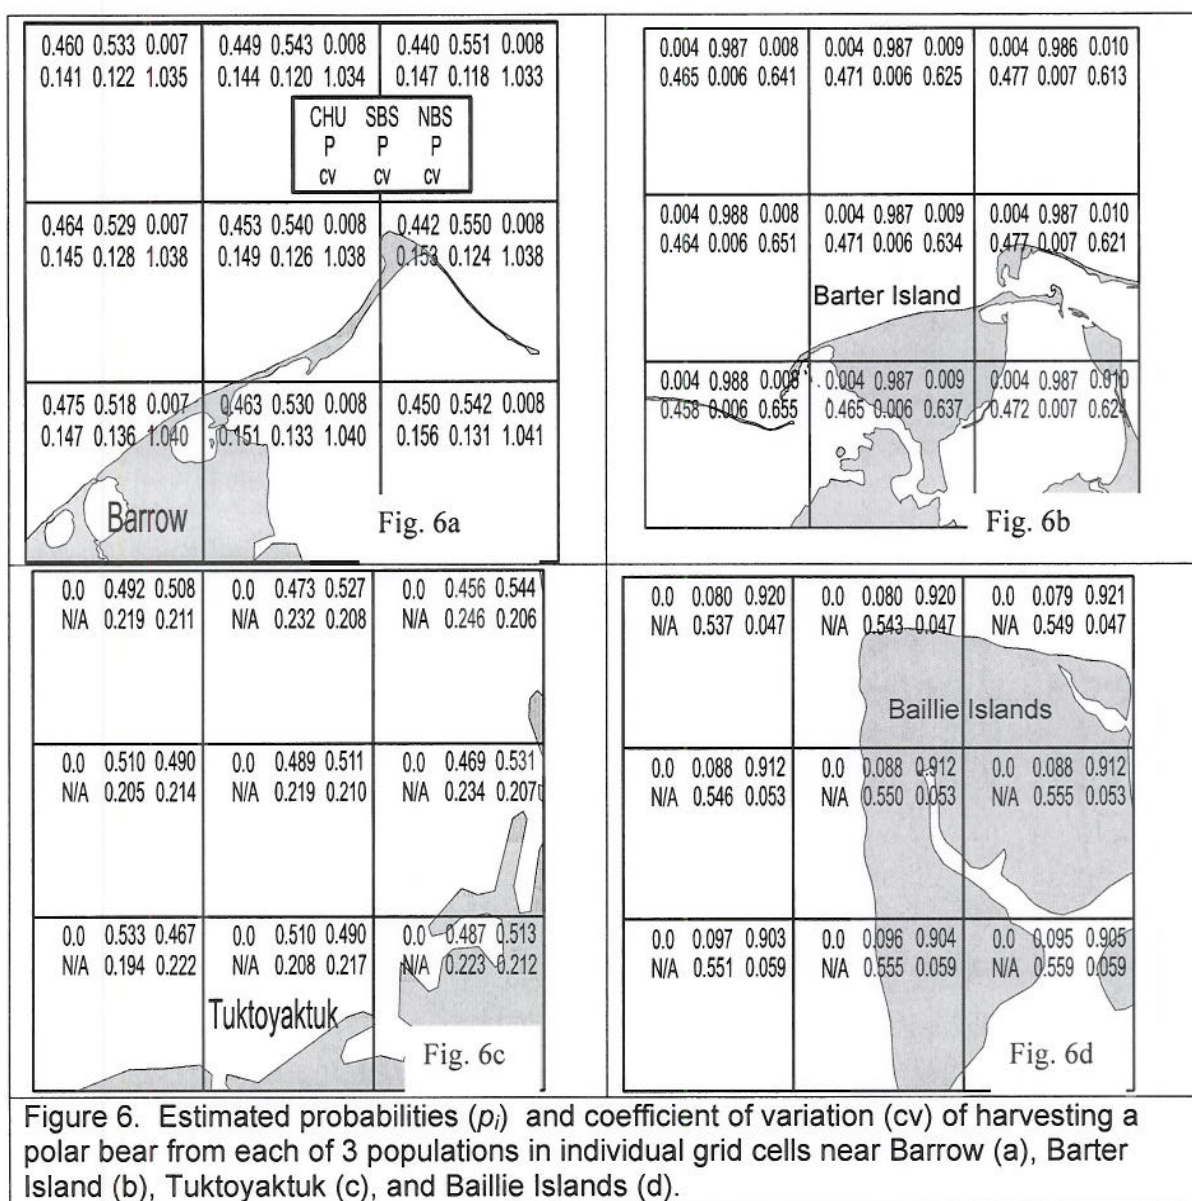 0.460 0.533 0.007
0.141 0.122 1.035
0.449 0.543 0.008
0.144 0.120 1.034
0.440 0.551 0.008
0.147 0.118 1.033
CHU SBS NBS
P P P
cv cv cv
0.464 0.529 0.007
0.145 0.128 1.038
0.453 0.540 0.008
0.149 0.126 1.038
0.442 0.550 0.008
0.153 0.124 1.038
0.475 0.518 0.007
0.147 0.136 1.040
0.463 0.530 0.008
0.151 0.133 1.040
0.450 0.542 0.008
0.156 0.131 1.041
Barrow
Fig. 6a
0.004 0.987 0.008
0.465 0.006 0.641
0.004 0.987 0.009
0.471 0.006 0.625
0.004 0.986 0.010
0.477 0.007 0.613
0.004 0.988 0.008
0.464 0.006 0.651
0.004 0.987 0.009
0.471 0.006 0.634
0.004 0.987 0.010
0.477 0.007 0.621
Barter Island
0.004 0.988 0.008
0.458 0.006 0.655
0.004 0.987 0.009
0.465 0.006 0.637
0.004 0.987 0.010
0.472 0.007
Fig. 6b
0.0 0.492 0.508
N/A 0.219 0.211
0.0 0.473 0.527
N/A 0.232 0.208
0.0 0.456 0.544
N/A 0.246 0.206
0.0 0.510 0.490
N/A 0.205 0.214
0.0 0.489 0.511
N/A 0.219 0.210
0.0 0.469 0.531
N/A 0.234 0.207
0.0 0.533 0.467
N/A 0.194 0.222
0.0 0.510 0.490
N/A 0.208 0.217
0.0 0.487 0.513
N/A 0.223 0.212
Tuktoyaktuk
Fig. 6c
0.0 0.080 0.920
N/A 0.537 0.047
0.0 0.080 0.920
N/A 0.543 0.047
0.0 0.079 0.921
N/A 0.549 0.047
Baillie Islands
0.0 0.088 0.912
N/A 0.546 0.053
0.0 0.088 0.912
N/A 0.550 0.053
0.0 0.088 0.912
N/A 0.555 0.053
0.0 0.097 0.903
N/A 0.551 0.059
0.0 0.096 0.904
N/A 0.555 0.059
0.0 0.095 0.905
N/A 0.559 0.059
Fig. 6d
Figure 6. Estimated probabilities (pᵢ) and coefficient of variation (cv) of harvesting a
polar bear from each of 3 populations in individual grid cells near Barrow (a), Barter
Island (b), Tuktoyaktuk (c), and Baillie Islands (d).